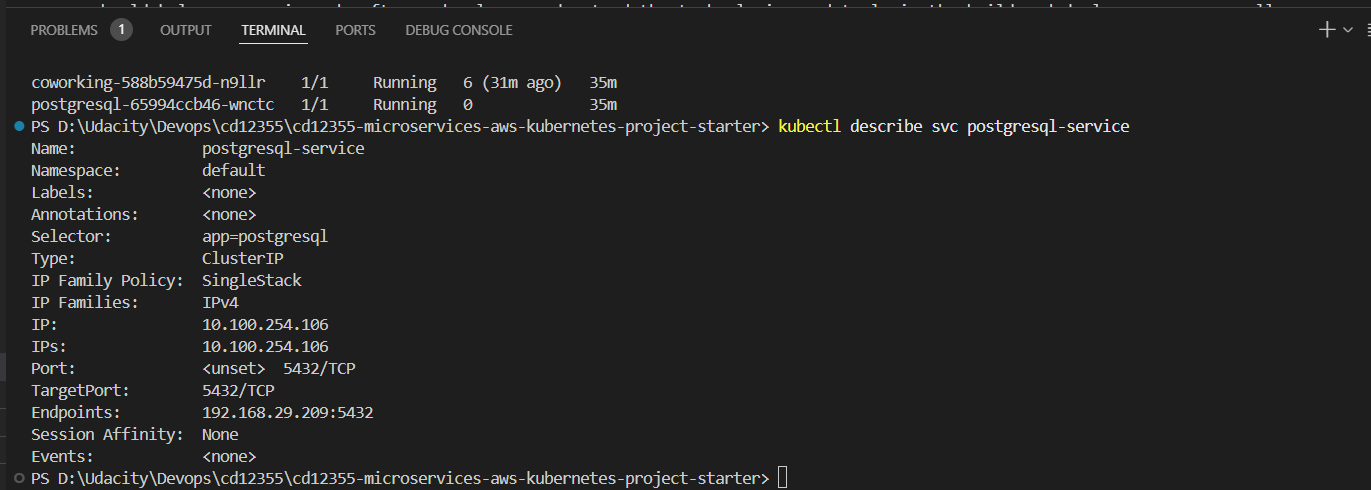 PROBLEMS 1 OUTPUT TERMINAL PORTS DEBUG CONSOLE
coworking-588b59475d-n9llr 1/1 Running 6 (31m ago) 35m
postgresql-65994ccb46-wnctc 1/1 Running 0 35m
PS D:\Udacity\Devops\cd12355\cd12355-microservices-aws-kubernetes-project-starter> kubectl describe svc postgresql-service
Name: postgresql-service
Namespace: default
Labels: <none>
Annotations: <none>
Selector: app=postgresql
Type: ClusterIP
IP Family Policy: SingleStack
IP Families: IPv4
IP: 10.100.254.106
IPs: 10.100.254.106
Port: <unset> 5432/TCP
TargetPort: 5432/TCP
Endpoints: 192.168.29.209:5432
Session Affinity: None
Events: <none>
PS D:\Udacity\Devops\cd12355\cd12355-microservices-aws-kubernetes-project-starter>